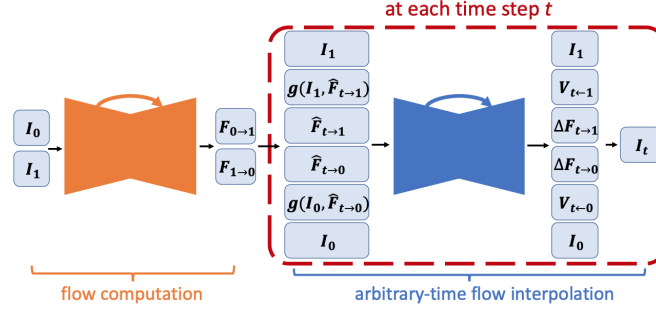 at each time step t
I₀
I₁
F₀→₁
F₁→₀
I₁
g(I₁, F̂ₜ→₁)
F̂ₜ→₁
F̂ₜ→₀
g(I₀, F̂ₜ→₀)
I₀
I₁
Vₜ←₁
ΔFₜ→₁
ΔFₜ→₀
Vₜ←₀
I₀
Iₜ
flow computation
arbitrary-time flow interpolation